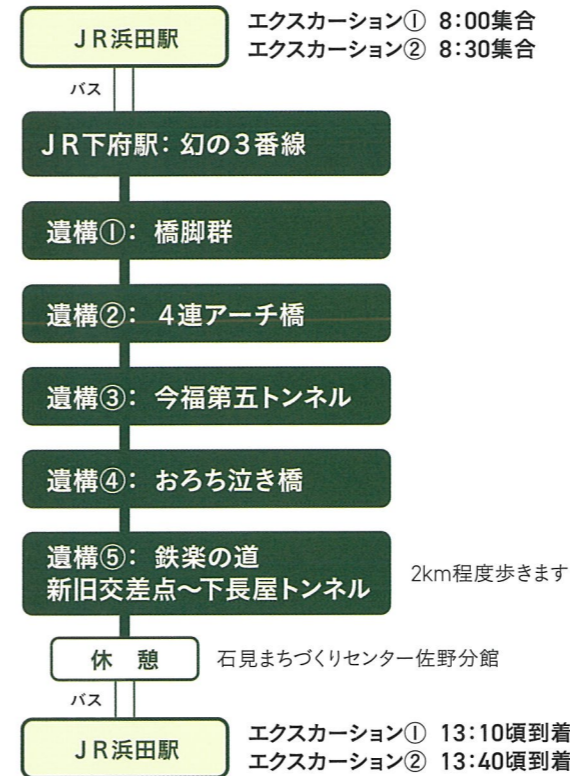 JR浜田駅
エクスカーション① 8：00集合
エクスカーション② 8：30集合
バス
JR下府駅：幻の3番線
遺構①： 橋脚群
遺構②： 4連アーチ橋
遺構③： 今福第五トンネル
遺構④： おろち泣き橋
遺構⑤： 鉄楽の道
新旧交差点～下長屋トンネル
2km程度歩きます
休 憩
石見まちづくりセンター佐野分館
バス
JR浜田駅
エクスカーション① 13：10頃到着
エクスカーション② 13：40頃到着